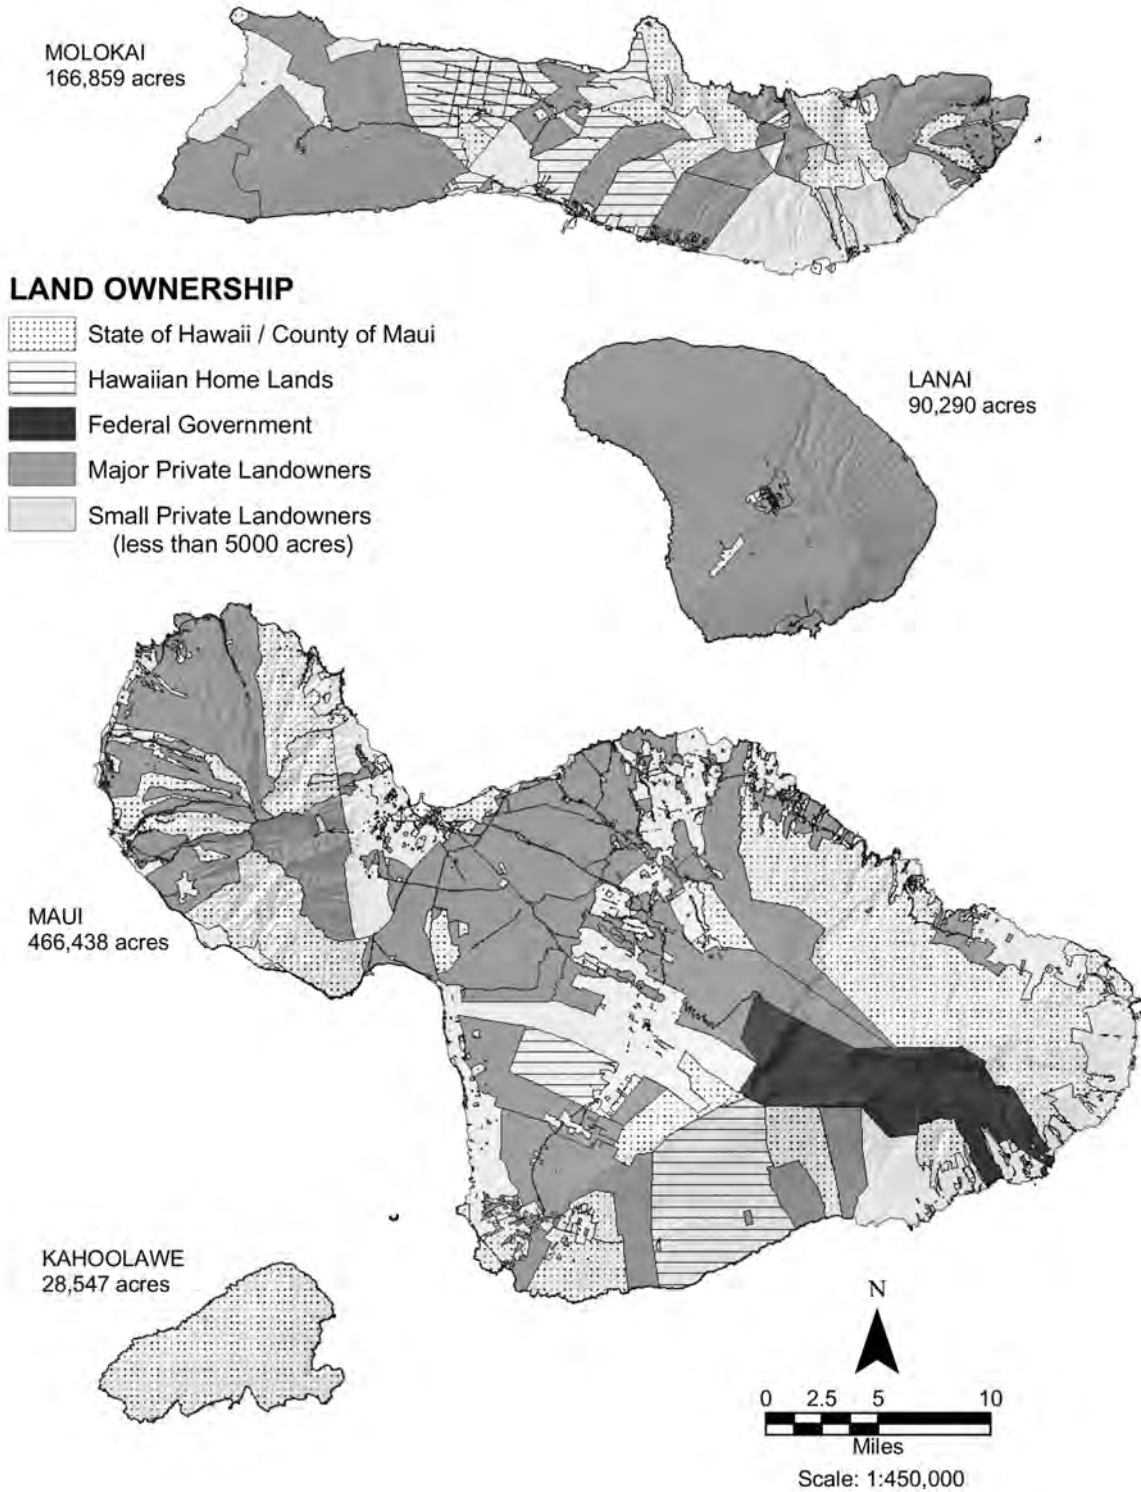 MOLOKAI
166,859 acres
LAND OWNERSHIP
State of Hawaii / County of Maui
Hawaiian Home Lands
Federal Government
Major Private Landowners
Small Private Landowners
(less than 5000 acres)
LANAI
90,290 acres
MAUI
466,438 acres
KAHOOLAWE
28,547 acres
N
0 2.5 5 10
Miles
Scale: 1:450,000